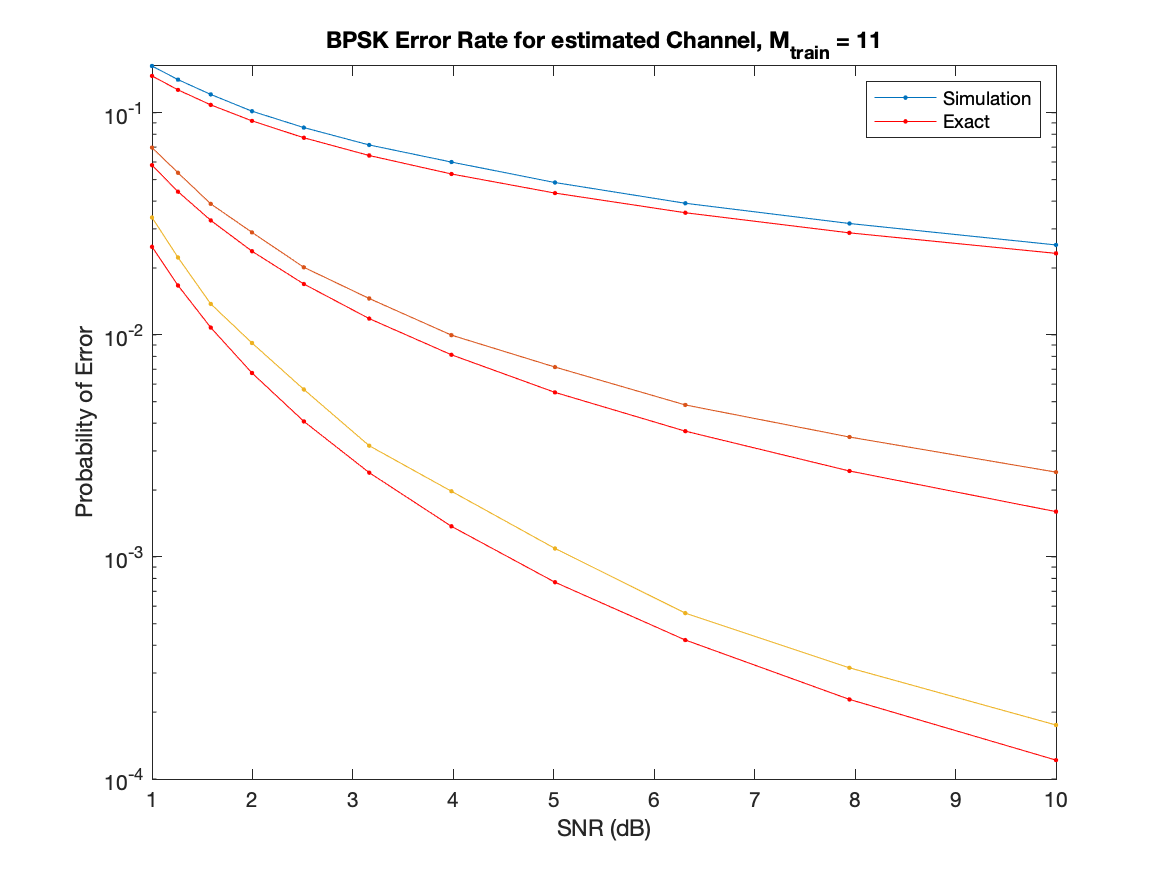 BPSK Error Rate for estimated Channel, M_train = 11
Simulation
Exact
Probability of Error
10^-1
10^-2
10^-3
10^-4
1 2 3 4 5 6 7 8 9 10
SNR (dB)